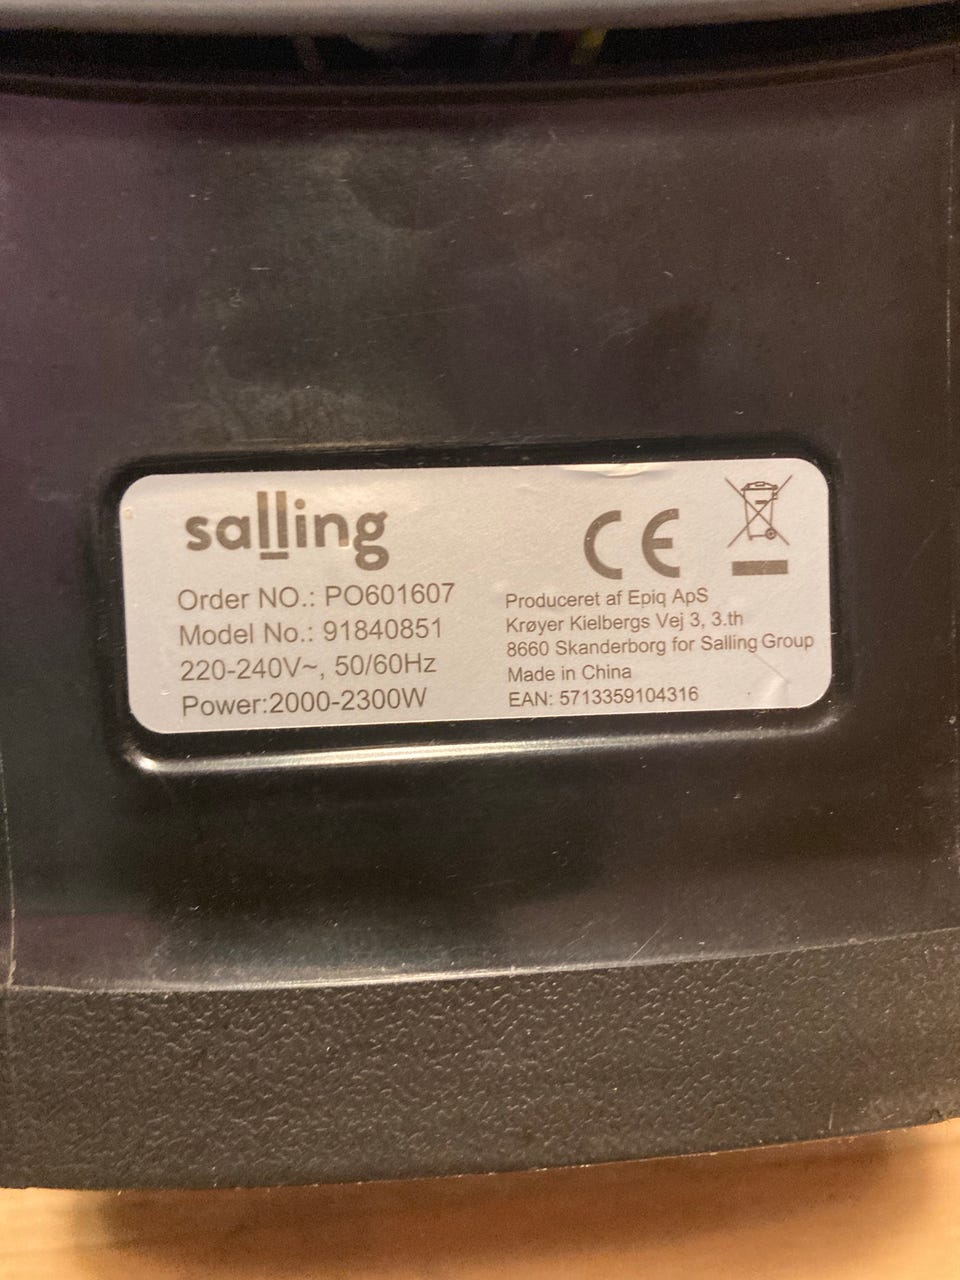 salling
Order NO.: PO601607
Model No.: 91840851
220-240V~, 50/60Hz
Power:2000-2300W
CE
Produceret af Epiq ApS
Krøyer Kielbergs Vej 3, 3.th
8660 Skanderborg for Salling Group
Made in China
EAN: 5713359104316